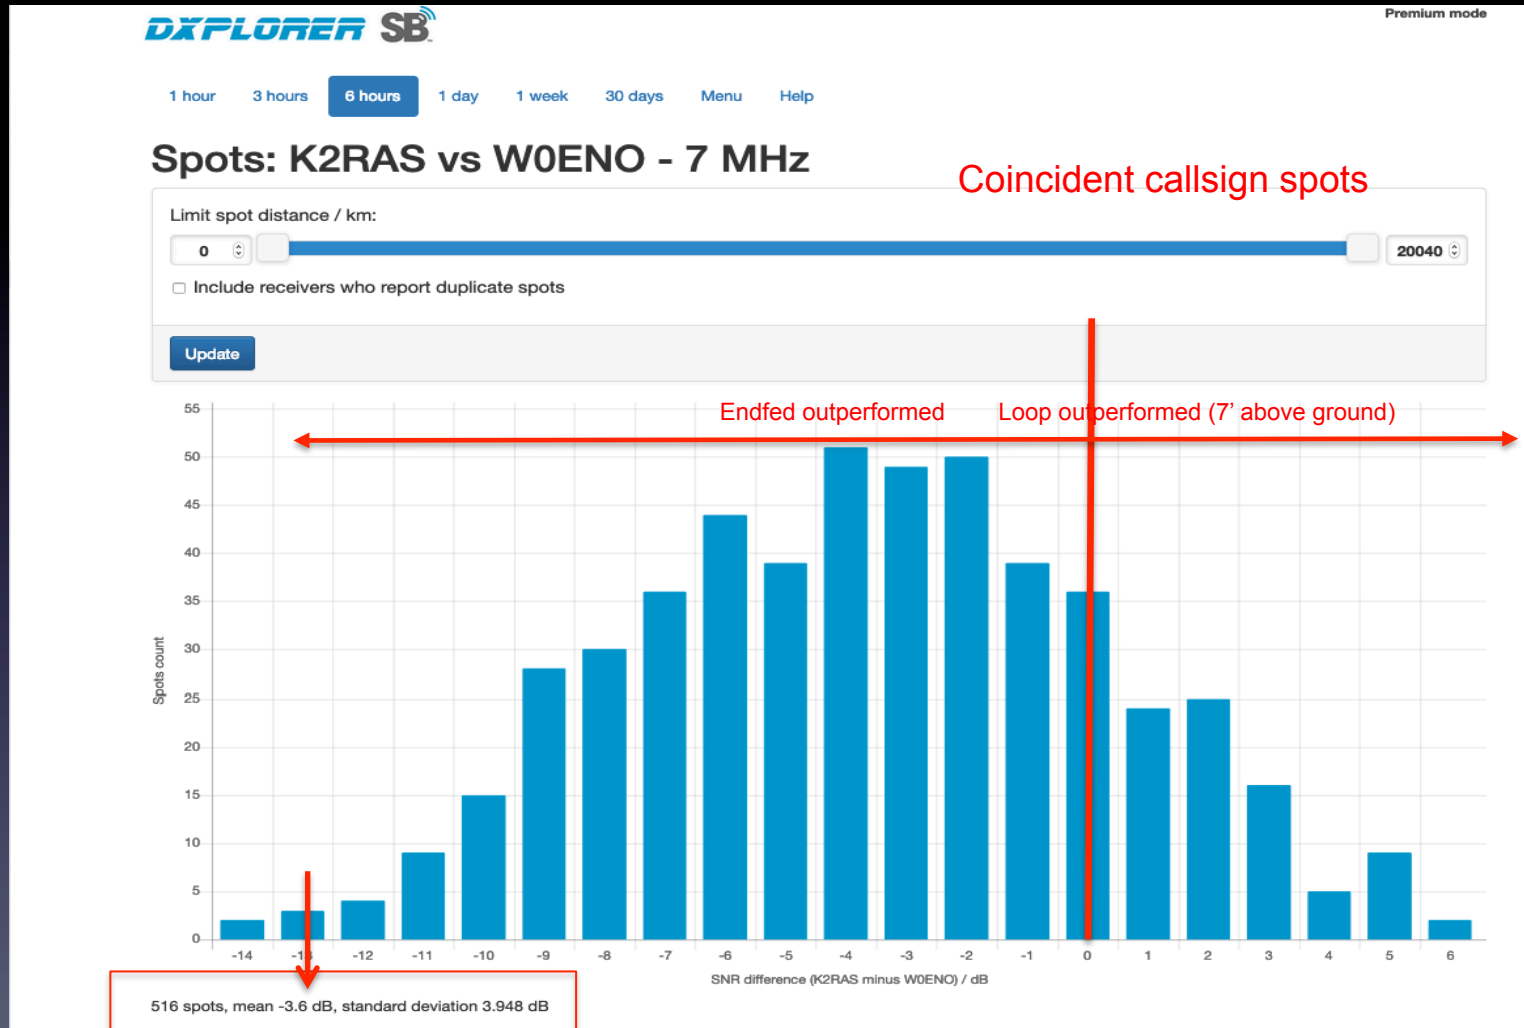 Premium mode
DXPLORER SB
1 hour 3 hours 6 hours 1 day 1 week 30 days Menu Help
Spots: K2RAS vs W0ENO - 7 MHz
Coincident callsign spots
Limit spot distance / km:
0 20040
Include receivers who report duplicate spots
Update
Endfed outperformed Loop outperformed (7’ above ground)
55
50
45
40
35
30
25
20
15
10
5
0
Spots count
-14 -13 -12 -11 -10 -9 -8 -7 -6 -5 -4 -3 -2 -1 0 1 2 3 4 5 6
SNR difference (K2RAS minus W0ENO) / dB
516 spots, mean -3.6 dB, standard deviation 3.948 dB